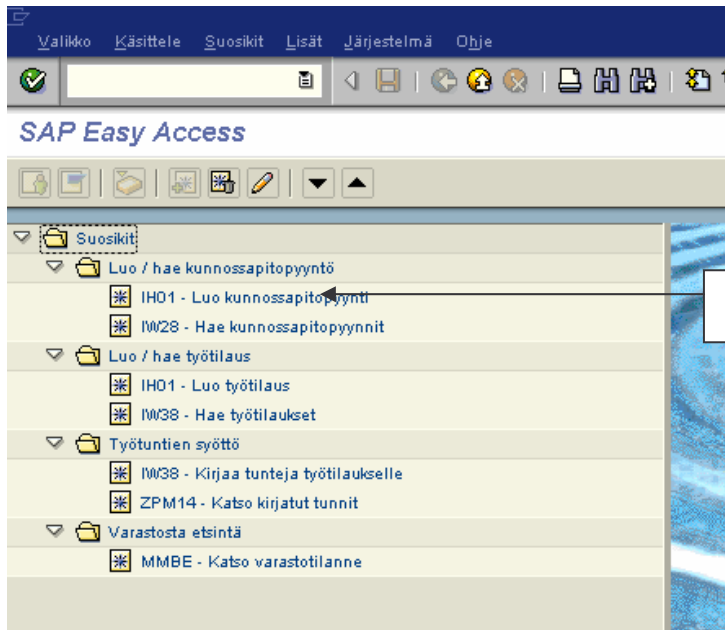 Valikko Käsittele Suosikit Lisät Järjestelmä Ohje
SAP Easy Access
Suosikit
Luo / hae kunnossapitopyyntö
IH01 - Luo kunnossapitopyynti
IW28 - Hae kunnossapitopyynnit
Luo / hae työtilaus
IH01 - Luo työtilaus
IW38 - Hae työtilaukset
Työtuntien syöttö
IW38 - Kirjaa tunteja työtilaukselle
ZPM14 - Katso kirjatut tunnit
Varastosta etsintä
MMBE - Katso varastotilanne